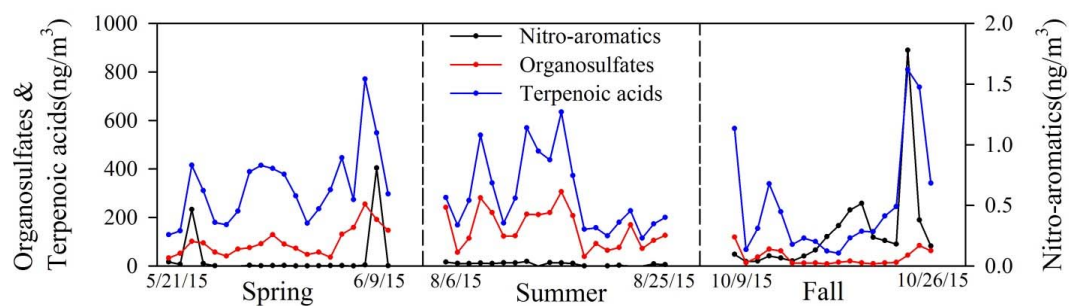 Organosulfates &
Terpenoic acids(ng/m³)
1000
800
600
400
200
0
Nitro-aromatics
Organosulfates
Terpenoic acids
2.0
1.5
1.0
0.5
0.0
Nitro-aromatics(ng/m³)
5/21/15 6/9/15 8/6/15 8/25/15 10/9/15 10/26/15
Spring Summer Fall